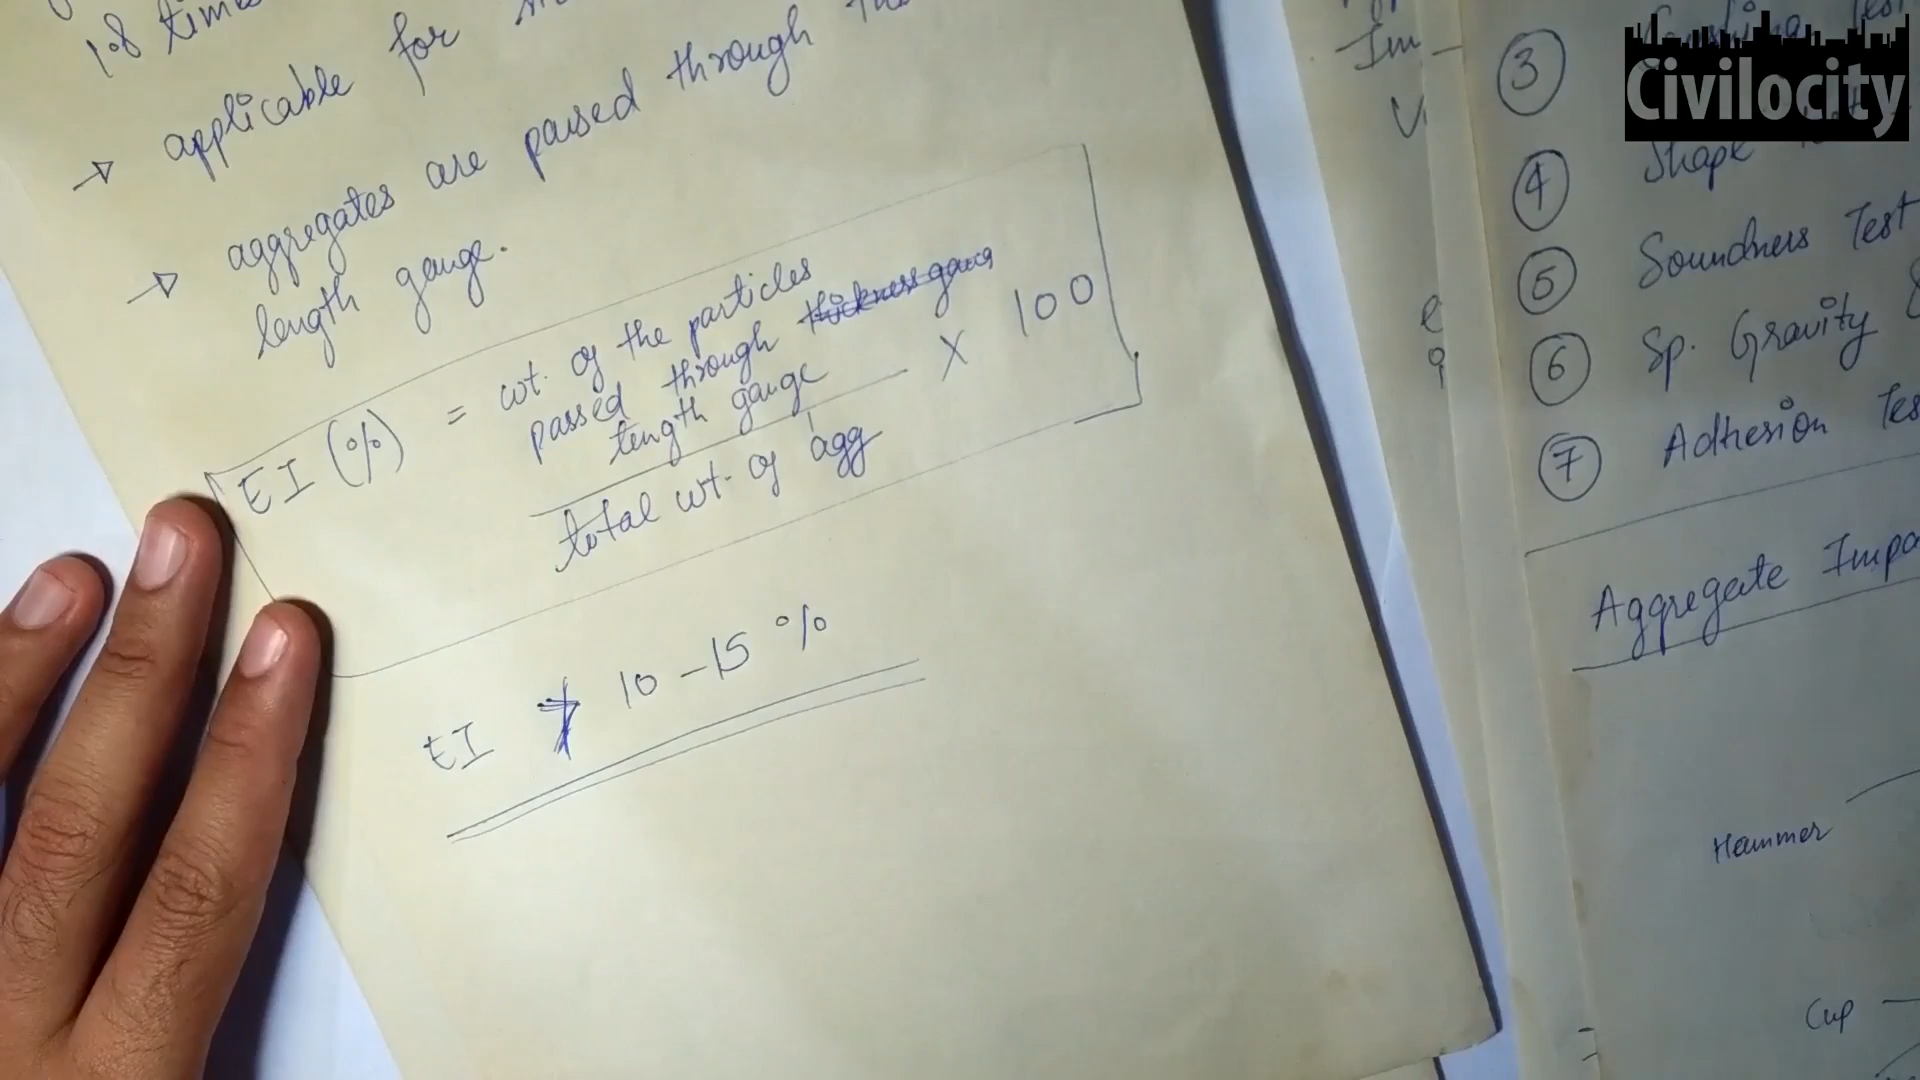 1.8 times
→ applicable for
→ aggregates are passed through
length gauge.
EI (%) = wt. of the particles
passed through thickness gauge
length gauge
× 100
total wt. of agg
EI ≯ 10-15 %
Im
③
④ Shape
⑤ Soundness Test
⑥ Sp. Gravity &
⑦ Adhesion Tes
Aggregate Impa
Hammer
Cup
Civilocity